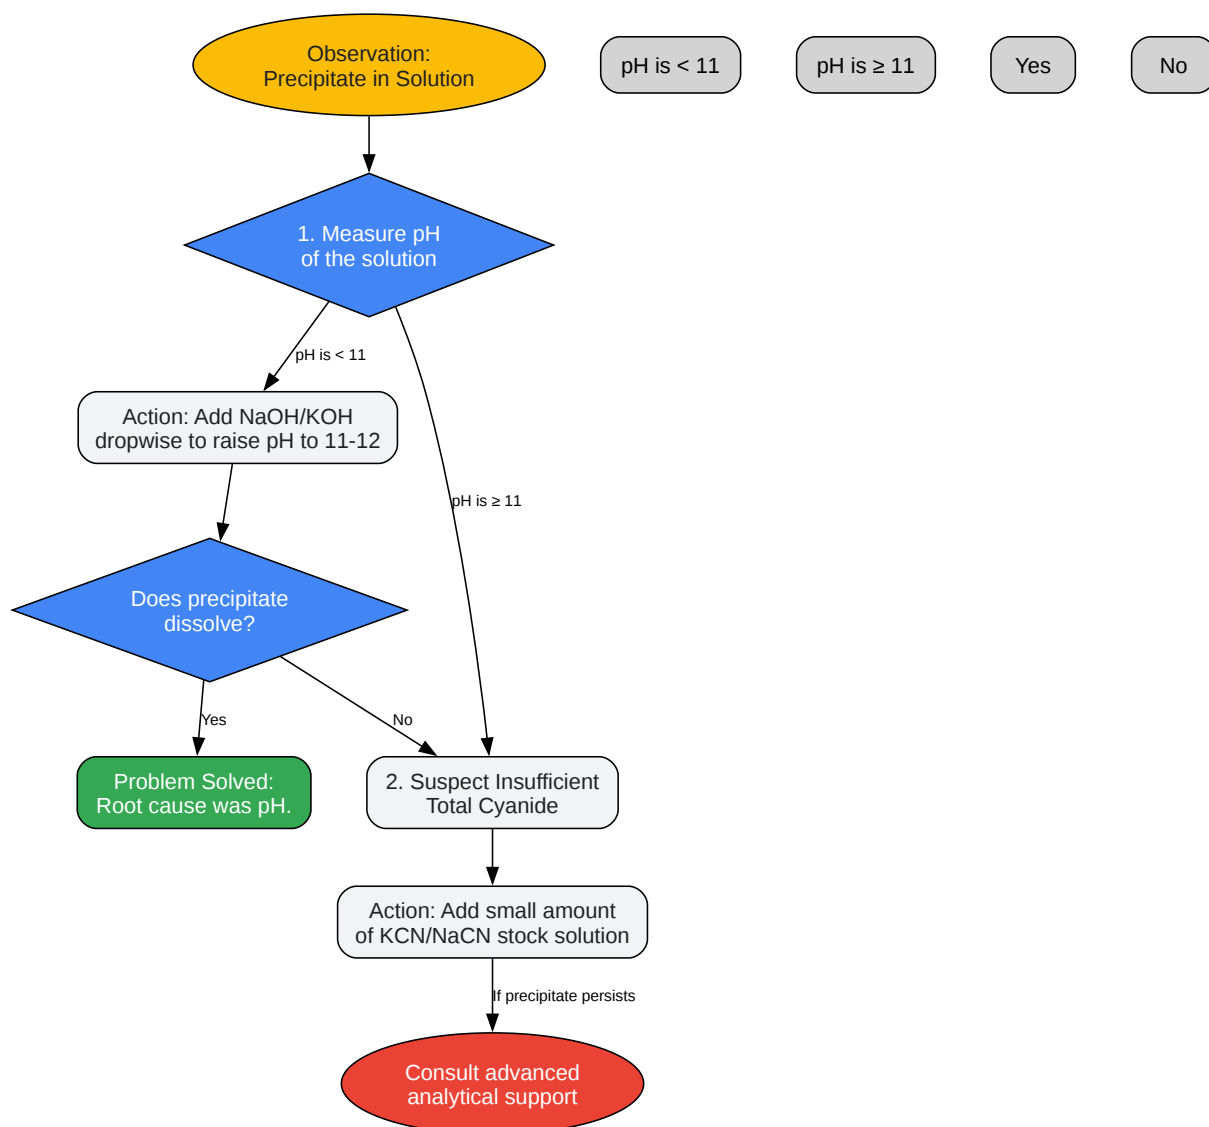 Observation:
Precipitate in Solution
pH is < 11
pH is ≥ 11
Yes
No
1. Measure pH
of the solution
pH is < 11
Action: Add NaOH/KOH
dropwise to raise pH to 11-12
pH is ≥ 11
Does precipitate
dissolve?
Yes
No
Problem Solved:
Root cause was pH.
2. Suspect Insufficient
Total Cyanide
Action: Add small amount
of KCN/NaCN stock solution
If precipitate persists
Consult advanced
analytical support